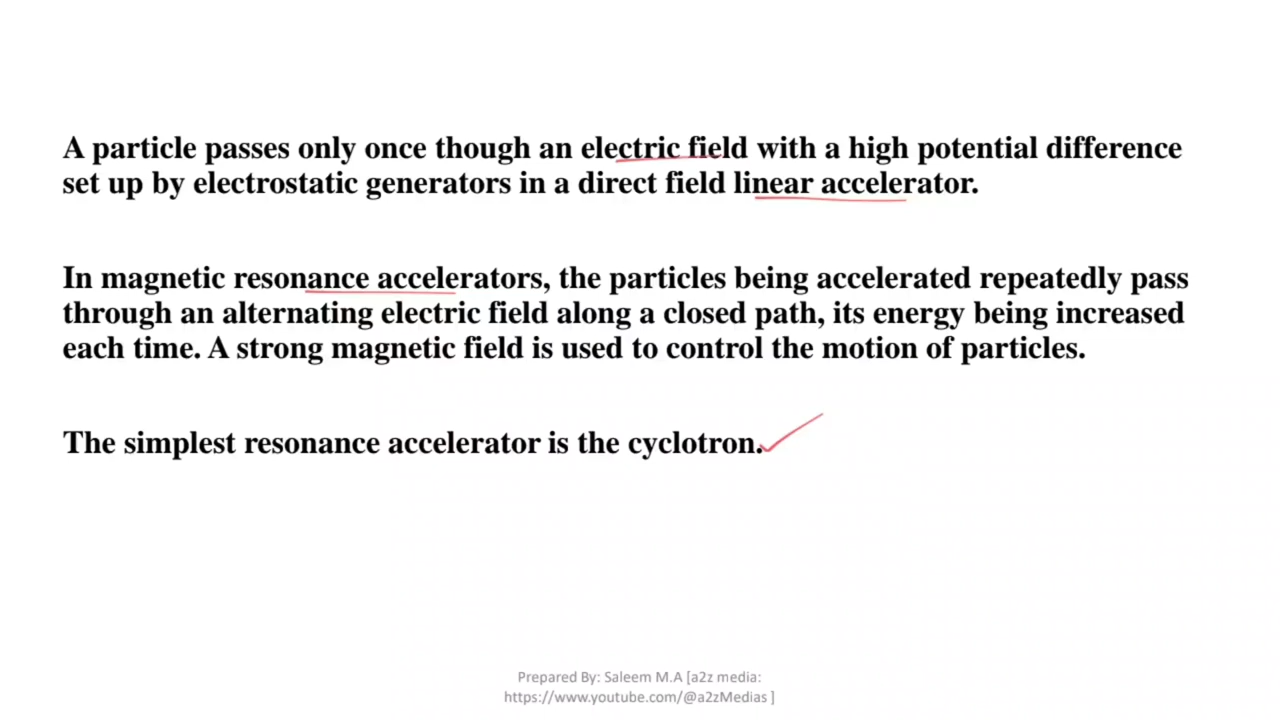 A particle passes only once though an electric field with a high potential difference
set up by electrostatic generators in a direct field linear accelerator.
In magnetic resonance accelerators, the particles being accelerated repeatedly pass
through an alternating electric field along a closed path, its energy being increased
each time. A strong magnetic field is used to control the motion of particles.
The simplest resonance accelerator is the cyclotron.
Prepared By: Saleem M.A [a2z media:
https://www.youtube.com/@a2zMedias ]